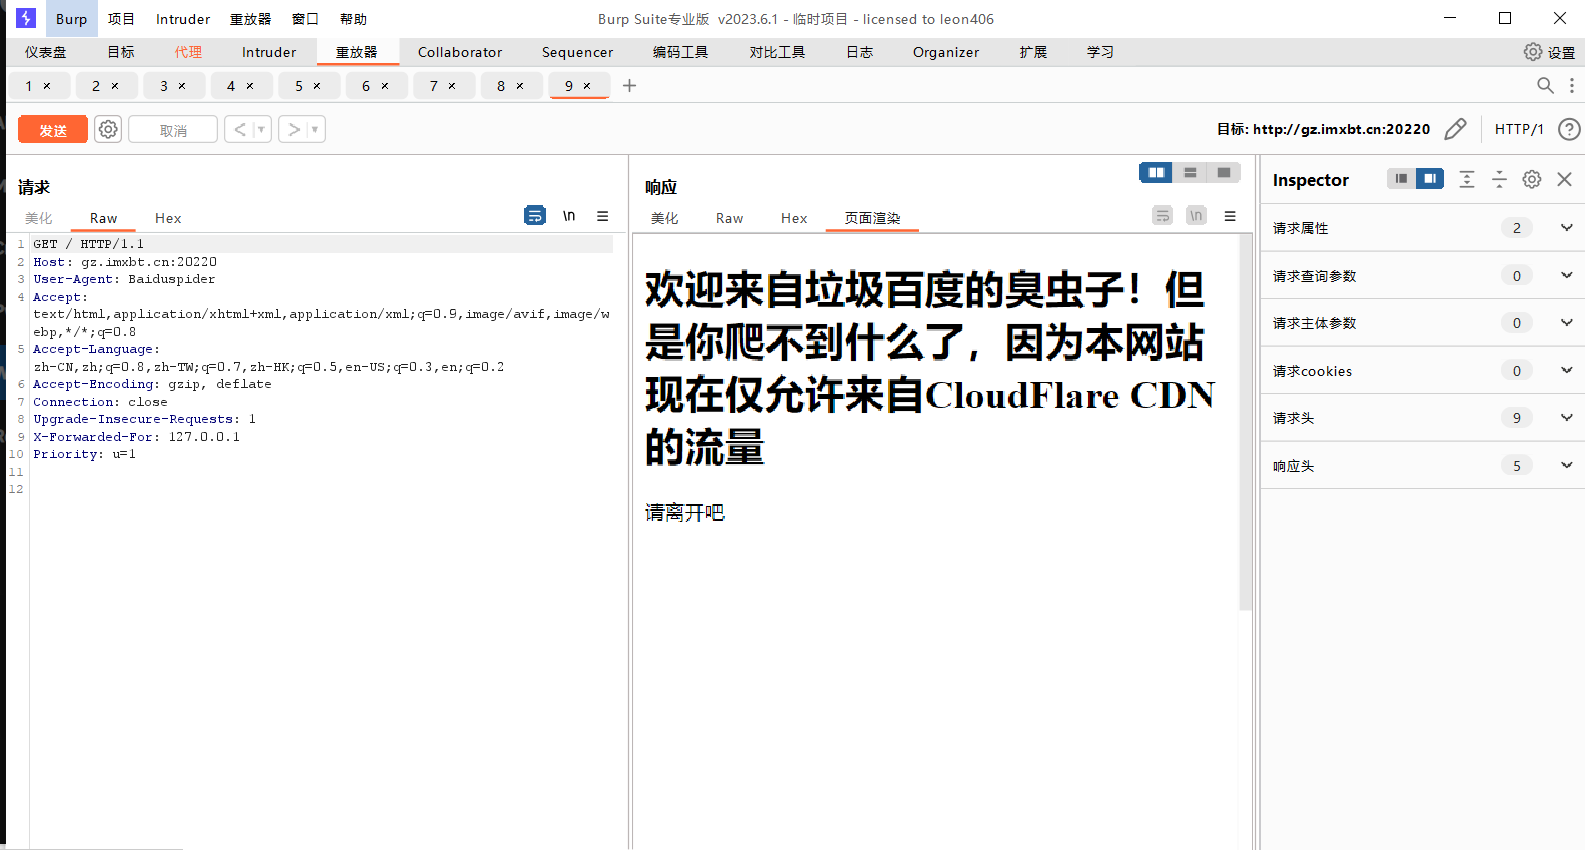 Burp 项目 Intruder 重放器 窗口 帮助 Burp Suite专业版 v2023.6.1 - 临时项目 - licensed to leon406
仪表盘 目标 代理 Intruder 重放器 Collaborator Sequencer 编码工具 对比工具 日志 Organizer 扩展 学习 设置
1 × 2 × 3 × 4 × 5 × 6 × 7 × 8 × 9 × +
发送 取消 < > 目标: http://gz.imxbt.cn:20220 HTTP/1 ?
请求
美化 Raw Hex \n
1 GET / HTTP/1.1
2 Host: gz.imxbt.cn:20220
3 User-Agent: Baiduspider
4 Accept:
text/html,application/xhtml+xml,application/xml;q=0.9,image/avif,image/w
ebp,*/*;q=0.8
5 Accept-Language:
zh-CN,zh;q=0.8,zh-TW;q=0.7,zh-HK;q=0.5,en-US;q=0.3,en;q=0.2
6 Accept-Encoding: gzip, deflate
7 Connection: close
8 Upgrade-Insecure-Requests: 1
9 X-Forwarded-For: 127.0.0.1
10 Priority: u=1
11
12
响应
美化 Raw Hex 页面渲染 \n
欢迎来自垃圾百度的臭虫子！但
是你爬不到什么了，因为本网站
现在仅允许来自CloudFlare CDN
的流量
请离开吧
Inspector
请求属性 2
请求查询参数 0
请求主体参数 0
请求cookies 0
请求头 9
响应头 5